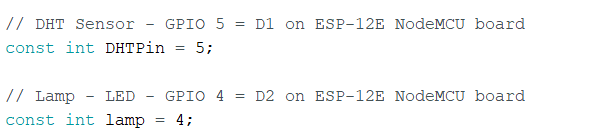 // DHT Sensor - GPIO 5 = D1 on ESP-12E NodeMCU board
const int DHTPin = 5;
// Lamp - LED - GPIO 4 = D2 on ESP-12E NodeMCU board
const int lamp = 4;